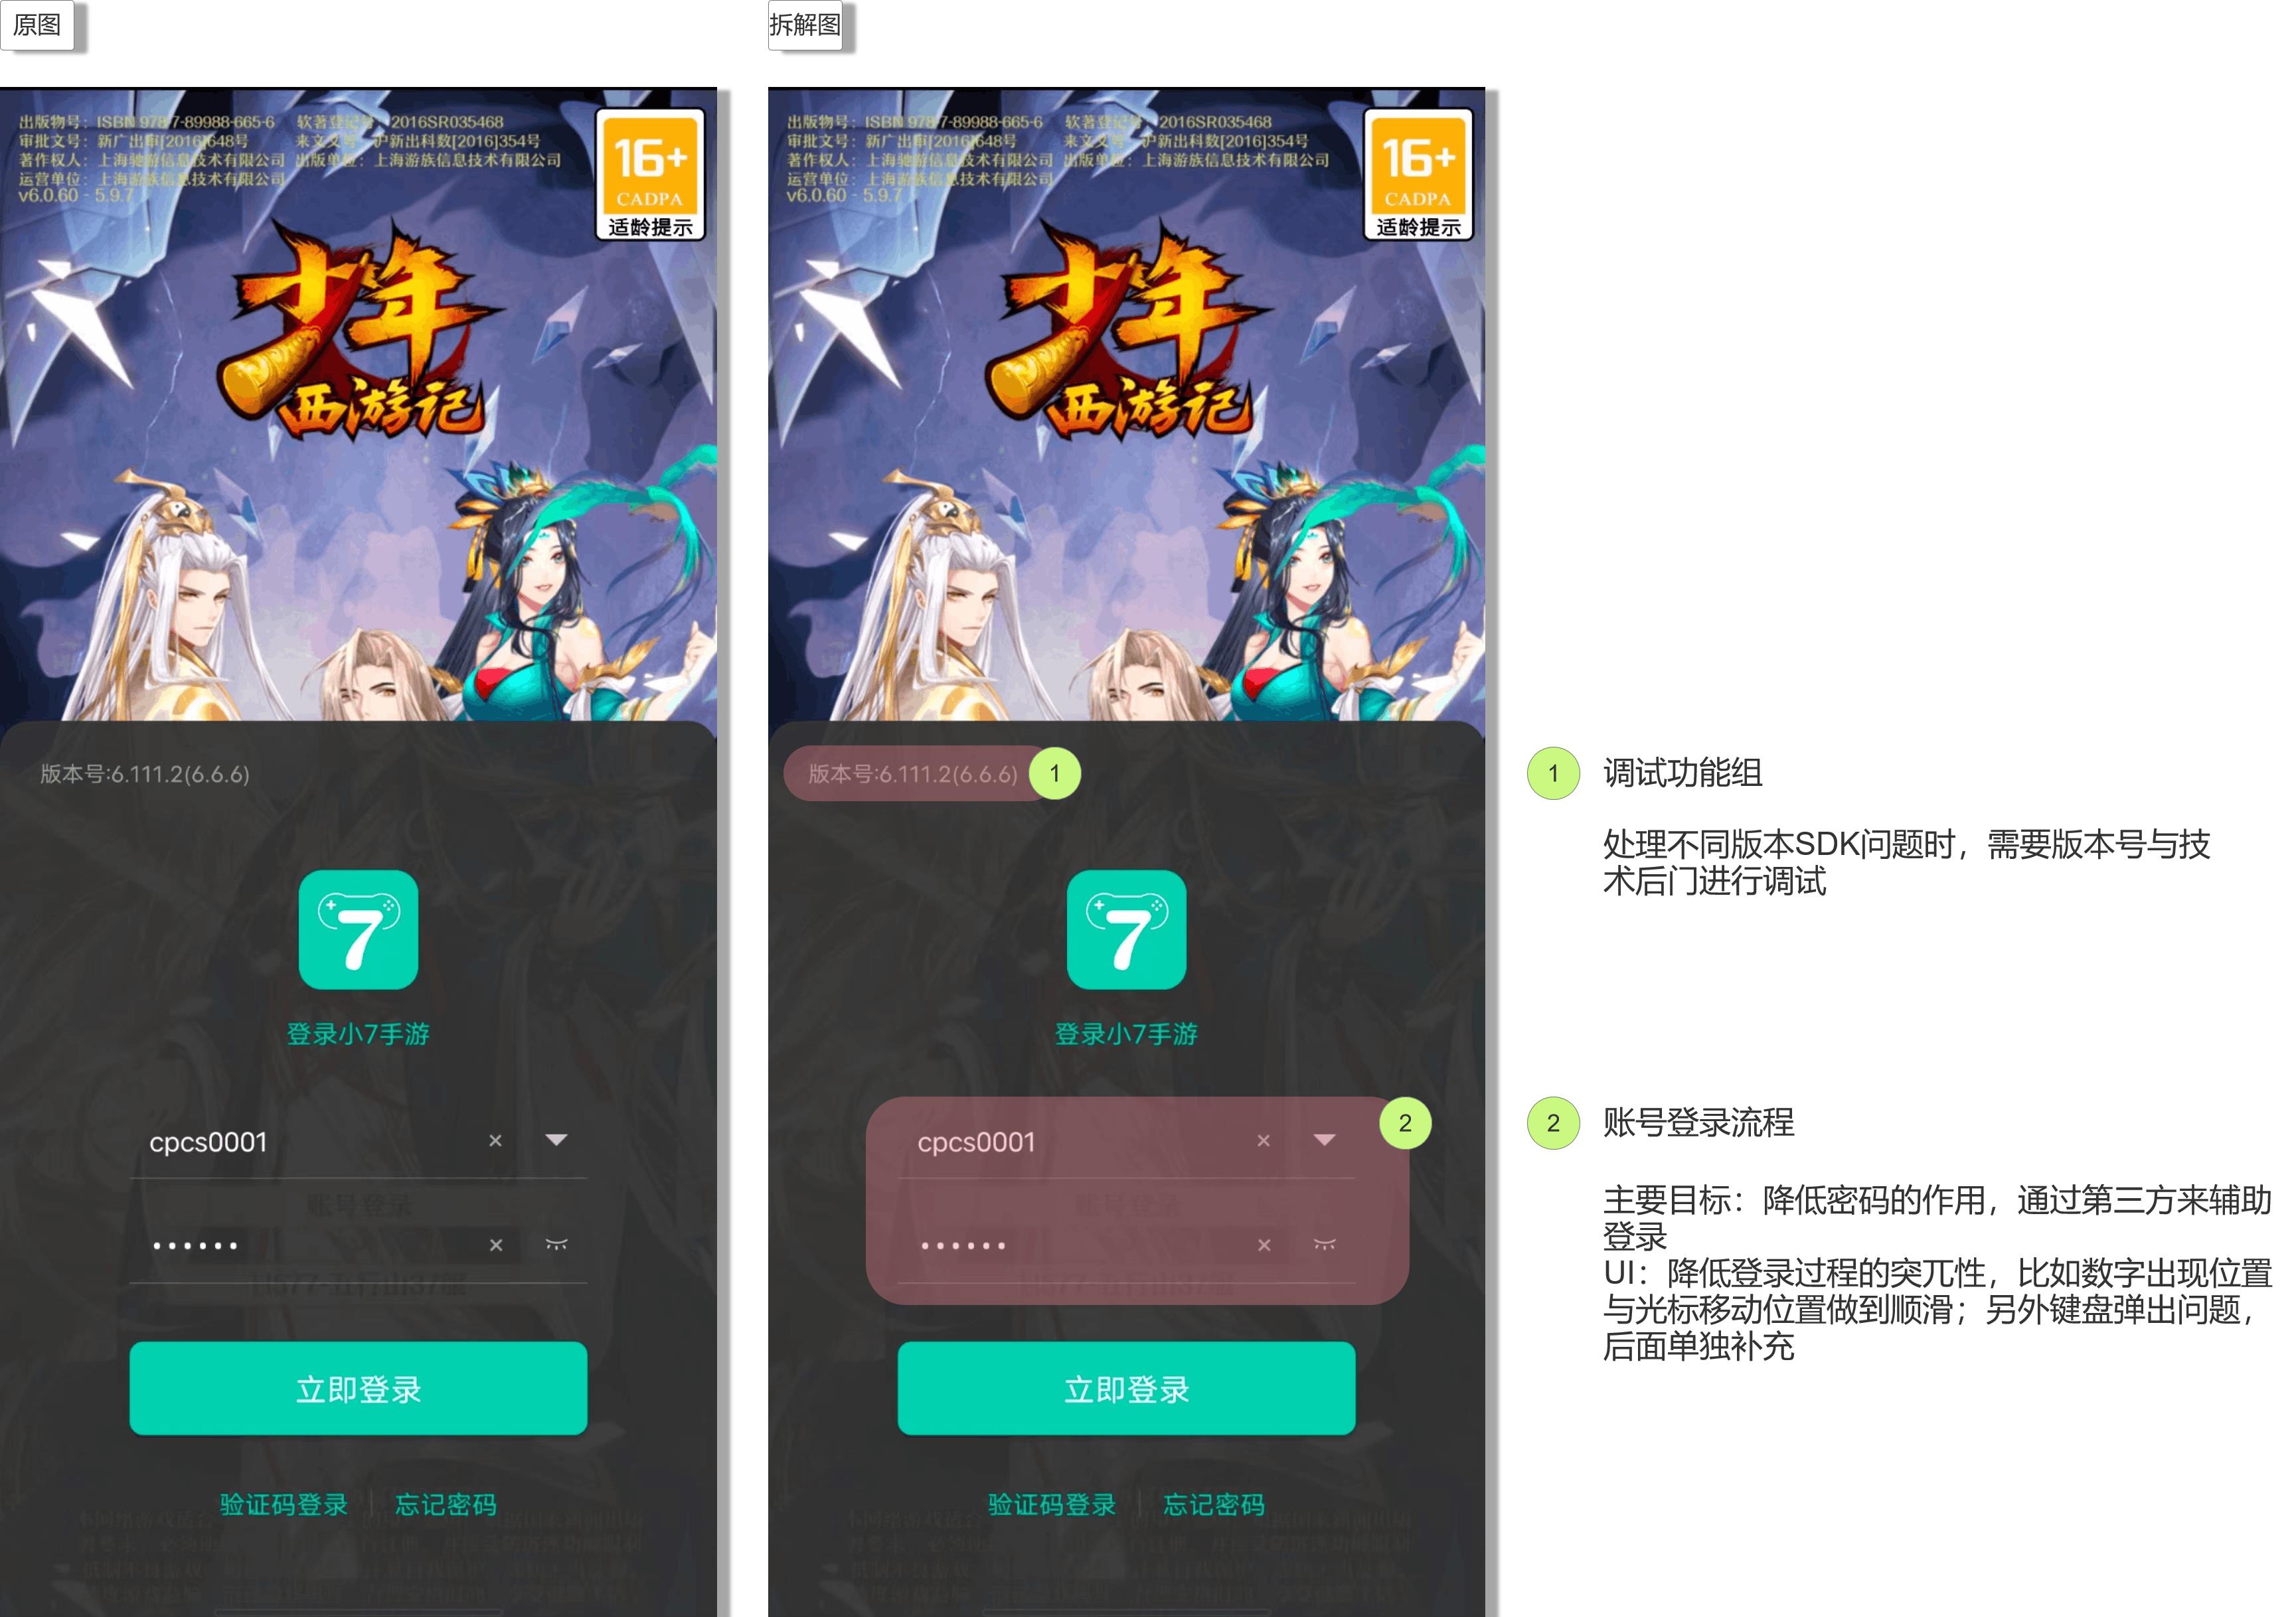 原图
拆解图
出版物号：ISBN 978-7-89988-665-6 软著登记号：2016SR035468
审批文号：新广出审[2016]648号 来文文号：沪新出科数[2016]354号
著作权人：上海驰游信息技术有限公司 出版单位：上海游族信息技术有限公司
运营单位：上海游族信息技术有限公司
v6.0.60 - 5.9.7
16+
CADPA
适龄提示
少年
西游记
版本号:6.111.2(6.6.6)
7
登录小7手游
cpcs0001
账号登录
立即登录
验证码登录 忘记密码
出版物号：ISBN 978-7-89988-665-6 软著登记号：2016SR035468
审批文号：新广出审[2016]648号 来文文号：沪新出科数[2016]354号
著作权人：上海驰游信息技术有限公司 出版单位：上海游族信息技术有限公司
运营单位：上海游族信息技术有限公司
v6.0.60 - 5.9.7
16+
CADPA
适龄提示
少年
西游记
版本号:6.111.2(6.6.6)
1
7
登录小7手游
cpcs0001
2
账号登录
立即登录
验证码登录 忘记密码
1 调试功能组
处理不同版本SDK问题时，需要版本号与技
术后门进行调试
2 账号登录流程
主要目标：降低密码的作用，通过第三方来辅助
登录
UI：降低登录过程的突兀性，比如数字出现位置
与光标移动位置做到顺滑；另外键盘弹出问题，
后面单独补充